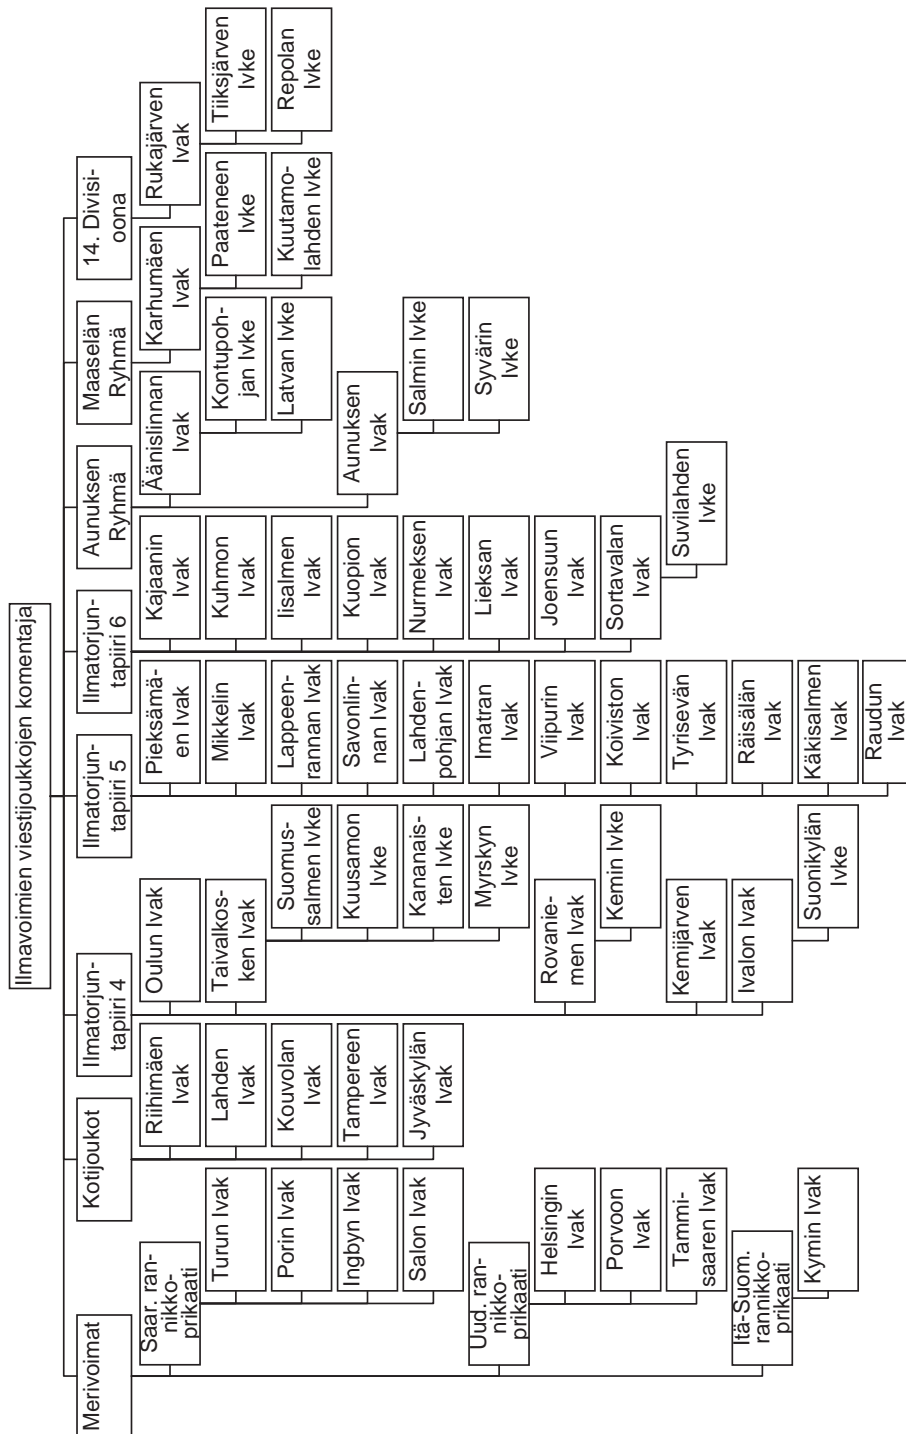 Ilmavoimien viestijoukkojen komentaja
Merivoimat
Saar. ran-
nikko-
prikaati
Turun Ivak
Porin Ivak
Ingbyn Ivak
Salon Ivak
Uud. ran-
nikko-
prikaati
Helsingin
Ivak
Porvoon
Ivak
Tammi-
saaren Ivak
Itä-Suom.
rannikko-
prikaati
Kymin Ivak
Kotijoukot
Riihimäen
Ivak
Lahden
Ivak
Kouvolan
Ivak
Tampereen
Ivak
Jyväskylän
Ivak
Ilmatorjun-
tapiiri 4
Oulun Ivak
Taivalkos-
ken Ivak
Suomus-
salmen Ivke
Kuusamon
Ivke
Kananais-
ten Ivke
Myrskyn
Ivke
Rovanie-
men Ivak
Kemin Ivke
Kemijärven
Ivak
Ivalon Ivak
Suonikylän
Ivke
Ilmatorjun-
tapiiri 5
Pieksämä-
en Ivak
Mikkelin
Ivak
Lappeen-
rannan Ivak
Savonlin-
nan Ivak
Lahden-
pohjan Ivak
Imatran
Ivak
Viipurin
Ivak
Koiviston
Ivak
Tyrisevän
Ivak
Räisälän
Ivak
Käkisalmen
Ivak
Raudun
Ivak
Ilmatorjun-
tapiiri 6
Kajaanin
Ivak
Kuhmon
Ivak
Iisalmen
Ivak
Kuopion
Ivak
Nurmeksen
Ivak
Lieksan
Ivak
Joensuun
Ivak
Sortavalan
Ivak
Suvilahden
Ivke
Aunuksen
Ryhmä
Äänislinnan
Ivak
Kontupoh-
jan Ivke
Latvan Ivke
Aunuksen
Ivak
Salmin Ivke
Syvärin
Ivke
Maaselän
Ryhmä
Karhumäen
Ivak
Paateneen
Ivke
Kuutamo-
lahden Ivke
14. Divisi-
oona
Rukajärven
Ivak
Tiiksjärven
Ivke
Repolan
Ivke